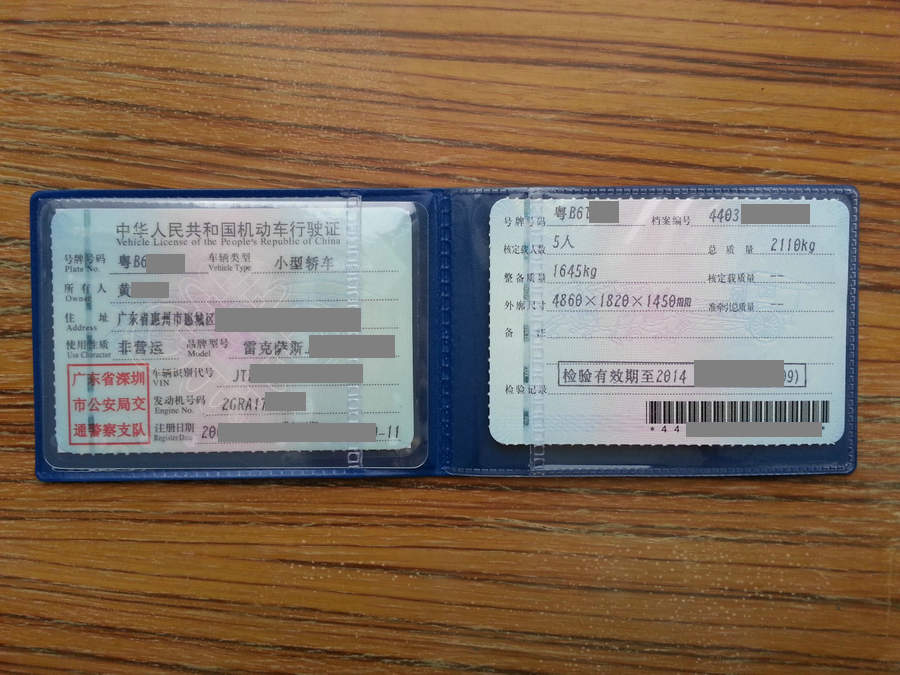 中华人民共和国机动车行驶证
Vehicle License of the People's Republic of China
号牌号码 粤B6 车辆类型 小型轿车
Plate No. Vehicle Type
所有人 黄
Owner
住址 广东省惠州市惠城区
Address
使用性质 非营运 品牌型号 雷克萨斯
Use Character Model
广东省深圳
市公安局交
通警察支队
车辆识别代号 JT
VIN
发动机号码 2GRA17
Engine No.
注册日期 20 -11
Register Date
号牌号码 粤B6T 档案编号 4403
核定载人数 5人 总质量 2110kg
整备质量 1645kg 核定载质量 --
外廓尺寸 4860×1820×1450mm 准牵引总质量 --
备注
检验记录 检验有效期至2014 09)
*44 *